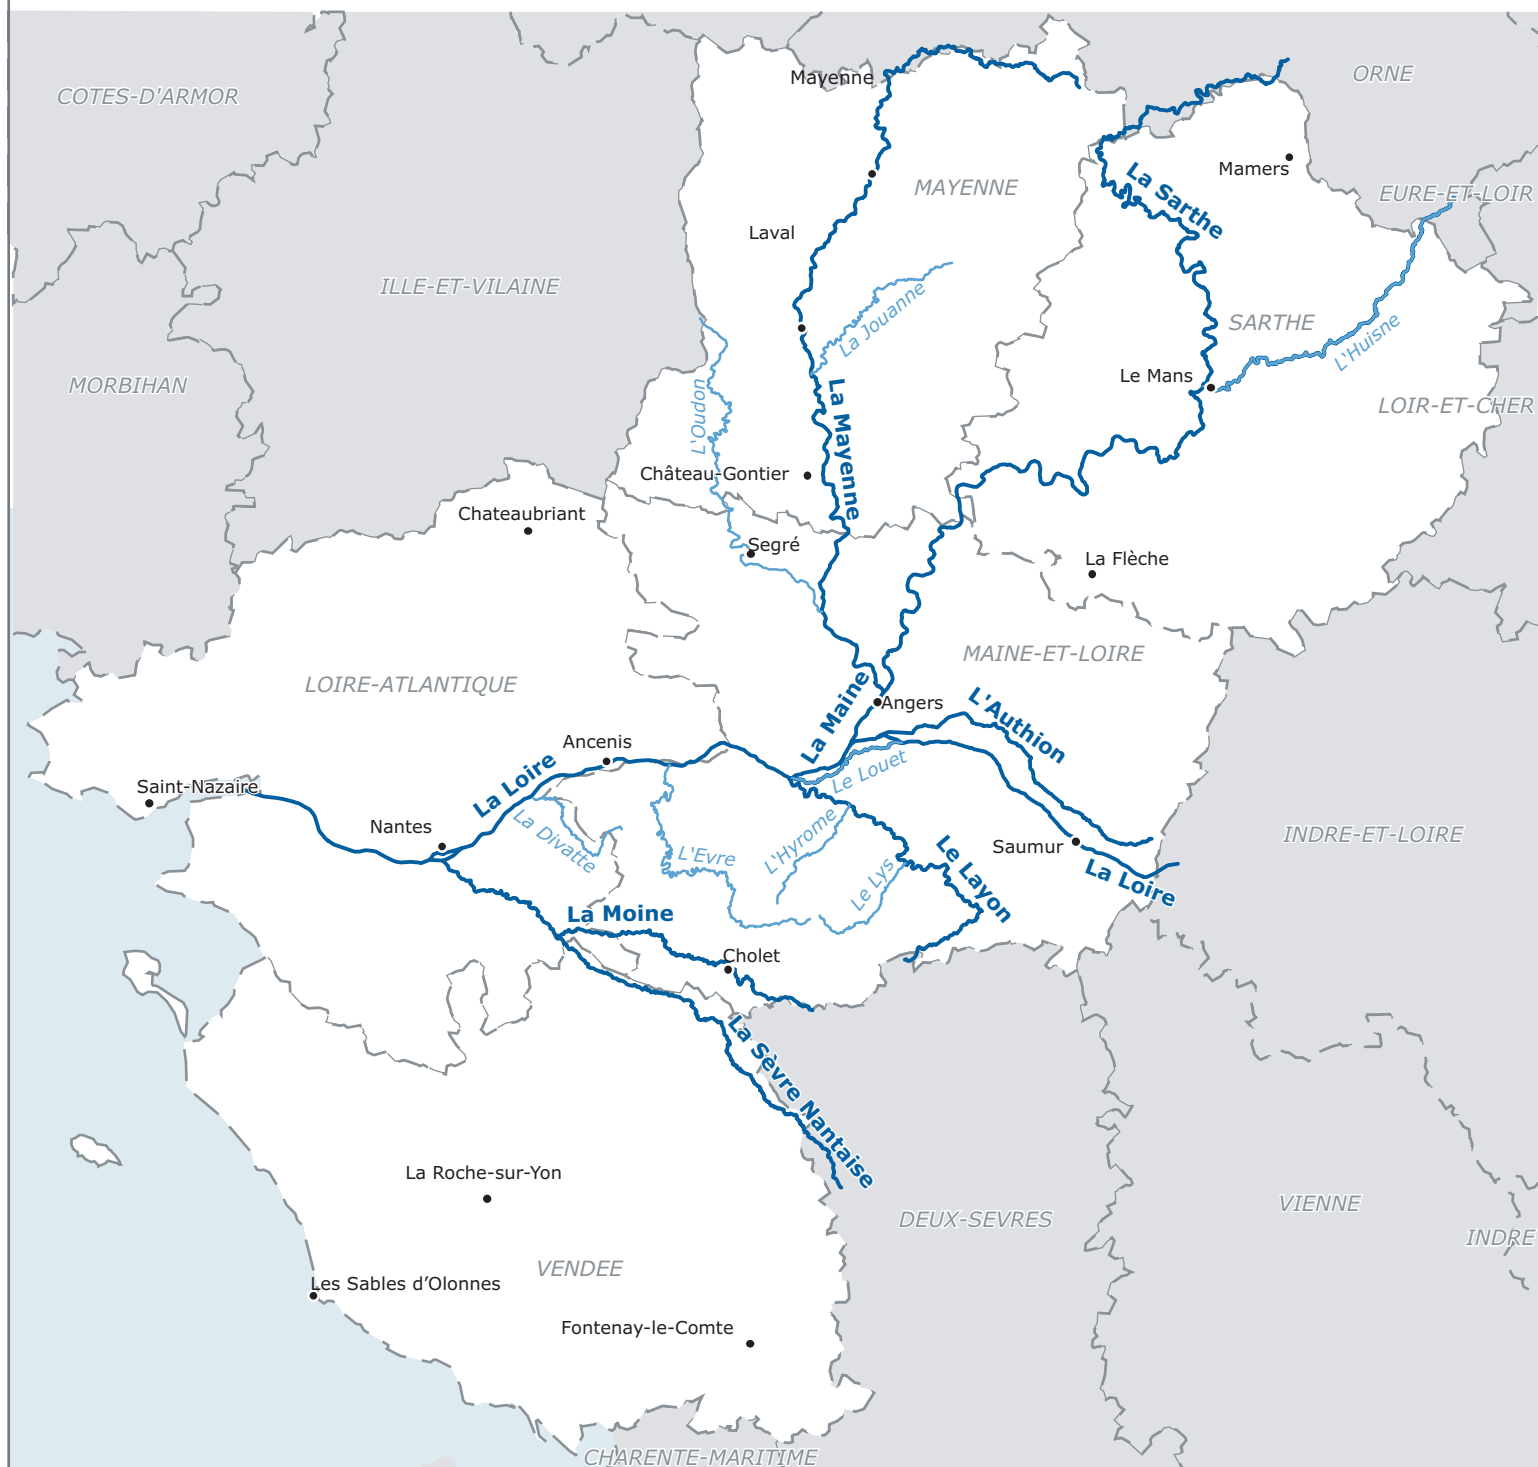 ORNE
Mayenne
COTES-D'ARMOR
Mamers
La Sarthe
MAYENNE
EURE-ET-LOIR
Laval
ILLE-ET-VILAINE
La Jouanne
SARTHE
L'Huisne
MORBIHAN
Le Mans
LOIR-ET-CHER
L'Oudon
La Mayenne
Château-Gontier
Chateaubriant
Segré
La Flèche
MAINE-ET-LOIRE
LOIRE-ATLANTIQUE
La Maine
Angers
L'Authion
Ancenis
Le Louet
La Loire
Saint-Nazaire
Nantes
La Divatte
L'Evre
L'Hyrome
Le Lys
Le Layon
Saumur
INDRE-ET-LOIRE
La Loire
La Moine
Cholet
La Sèvre Nantaise
La Roche-sur-Yon
DEUX-SEVRES
VIENNE
INDRE
VENDEE
Les Sables d’Olonnes
Fontenay-le-Comte
CHARENTE-MARITIME